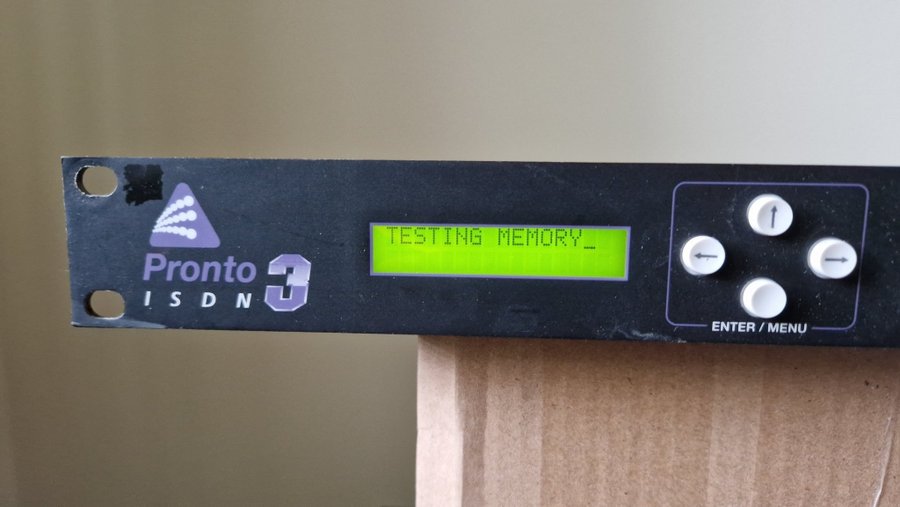 Pronto 3
ISDN
TESTING MEMORY_
ENTER / MENU